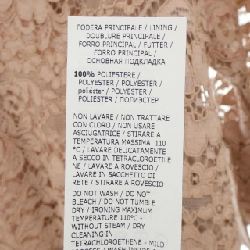 FODERA PRINCIPALE / LINING /
DOUBLURE PRINCIPALE /
FORRO PRINCIPAL / FUTTER /
FORRO PRINCIPAL /
ОСНОВНАЯ ПОДКЛАДКА
100% POLIESTERE /
POLYESTER / POLYESTER /
poliéster / POLYESTER /
POLIESTER / ПОЛИЭСТЕР
NON LAVARE / NON TRATTARE
CON CLORO / NON USARE
ASCIUGATRICE / STIRARE A
TEMPERATURA MASSIMA 110
°C / LAVARE DELICATAMENTE
A SECCO IN TETRACLOROETILE
NE / LAVARE A ROVESCIO /
LAVARE IN SACCHETTO DI
RETE / STIRARE A ROVESCIO
DO NOT WASH / DO NOT
BLEACH / DO NOT TUMBLE
DRY / IRONING MAXIMUM
TEMPERATURE 110°C -
WITHOUT STEAM / DRY
CLEANING IN
TETRACHLOROETHENE - MILD